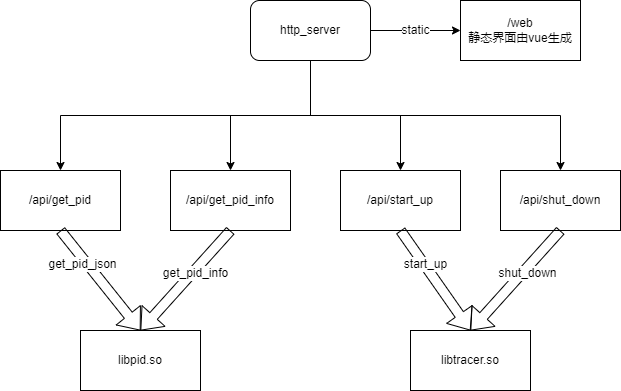 http_server
static
/web
静态界面由vue生成
/api/get_pid
/api/get_pid_info
/api/start_up
/api/shut_down
get_pid_json
get_pid_info
start_up
shut_down
libpid.so
libtracer.so